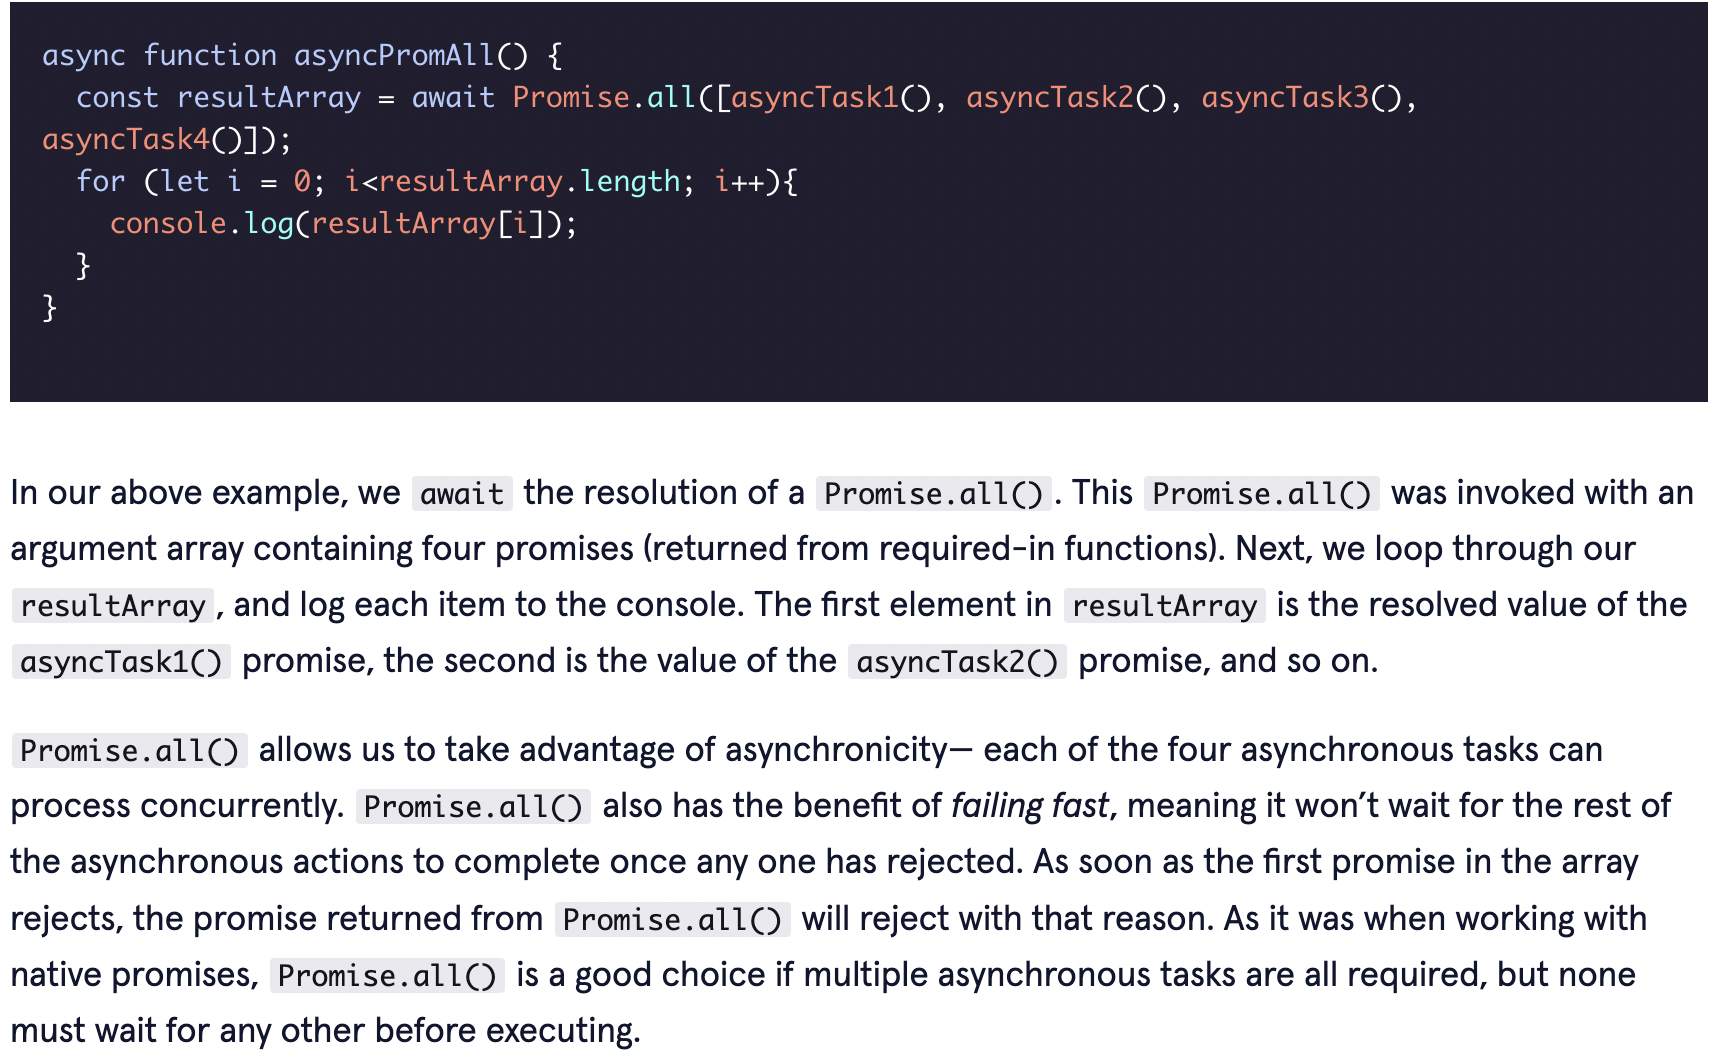 async function asyncPromAll() {
  const resultArray = await Promise.all([asyncTask1(), asyncTask2(), asyncTask3(),
asyncTask4()]);
  for (let i = 0; i<resultArray.length; i++){
    console.log(resultArray[i]);
  }
}
In our above example, we await the resolution of a Promise.all(). This Promise.all() was invoked with an
argument array containing four promises (returned from required-in functions). Next, we loop through our
resultArray, and log each item to the console. The first element in resultArray is the resolved value of the
asyncTask1() promise, the second is the value of the asyncTask2() promise, and so on.
Promise.all() allows us to take advantage of asynchronicity— each of the four asynchronous tasks can
process concurrently. Promise.all() also has the benefit of failing fast, meaning it won’t wait for the rest of
the asynchronous actions to complete once any one has rejected. As soon as the first promise in the array
rejects, the promise returned from Promise.all() will reject with that reason. As it was when working with
native promises, Promise.all() is a good choice if multiple asynchronous tasks are all required, but none
must wait for any other before executing.